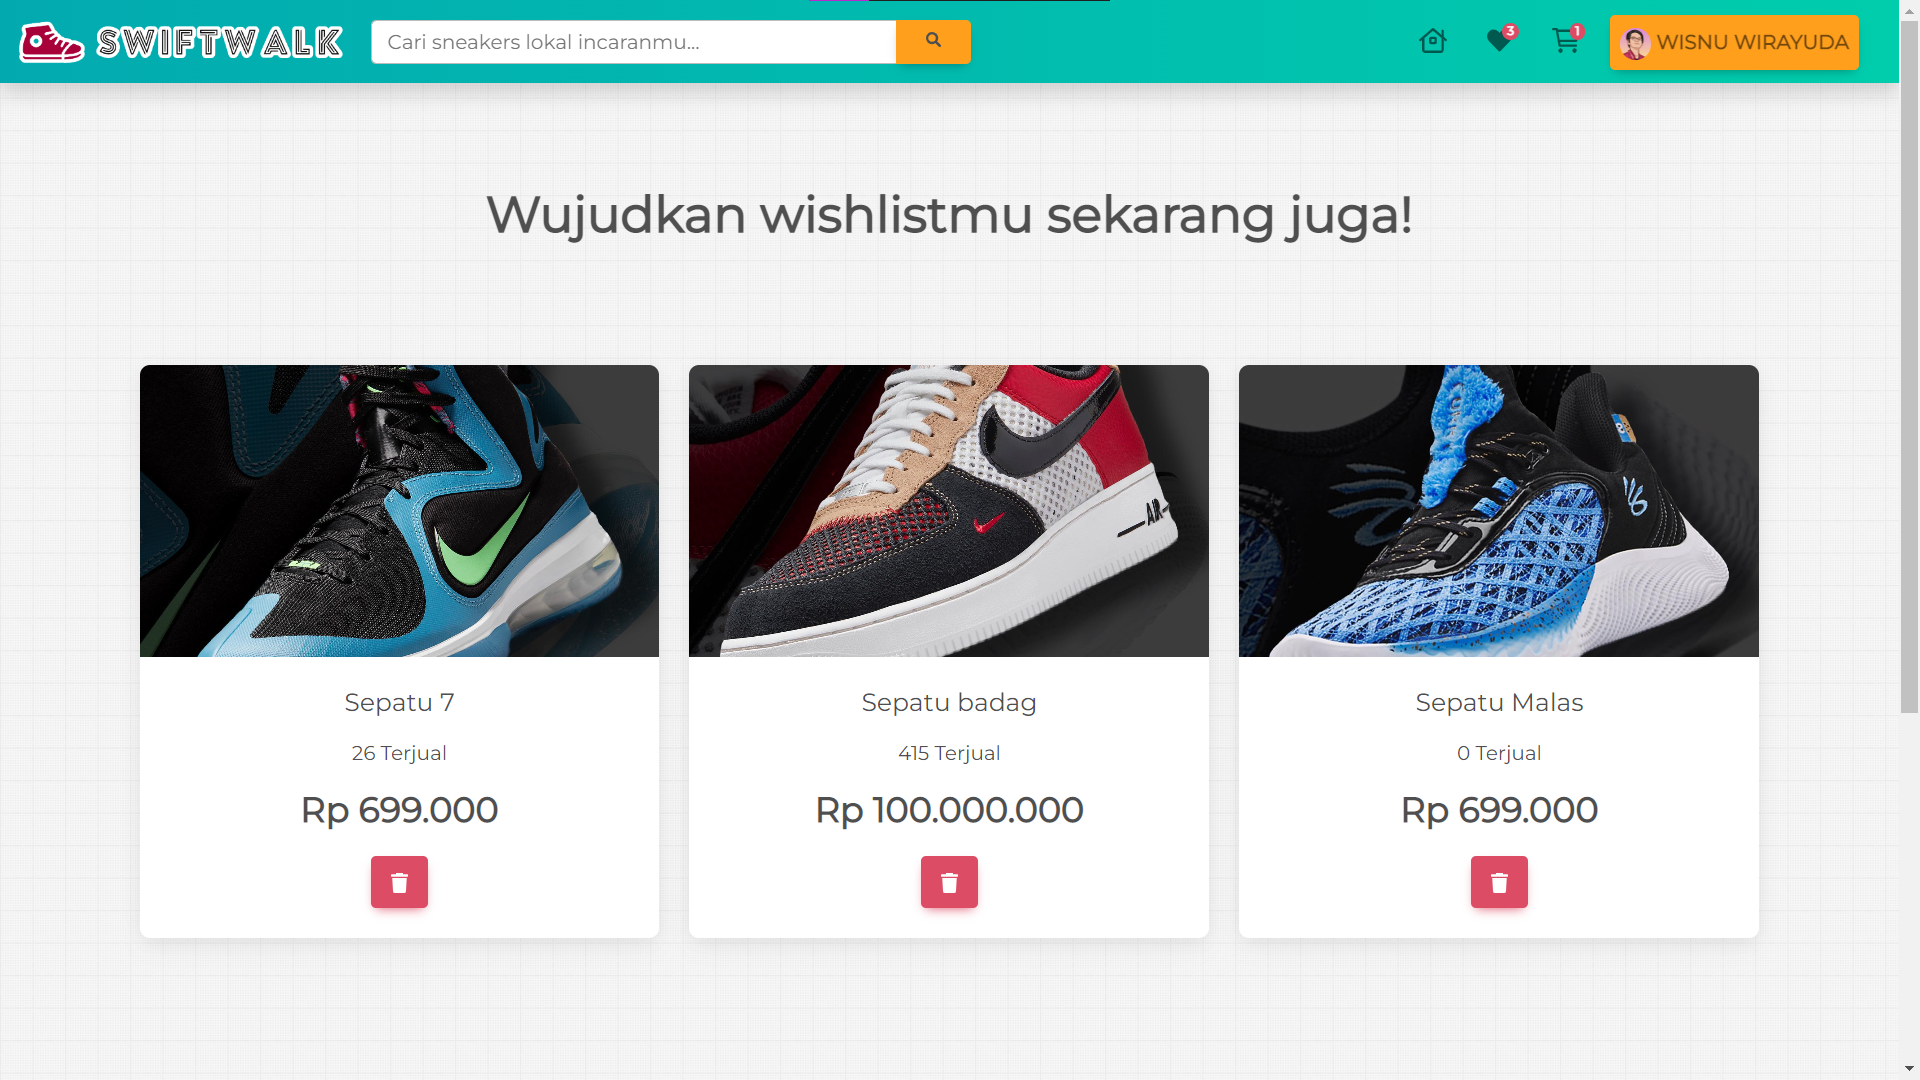 SWIFTWALK
Cari sneakers lokal incaranmu...
3
1
WISNU WIRAYUDA
Wujudkan wishlistmu sekarang juga!
AIR
Sepatu 7
26 Terjual
Rp 699.000
Sepatu badag
415 Terjual
Rp 100.000.000
Sepatu Malas
0 Terjual
Rp 699.000